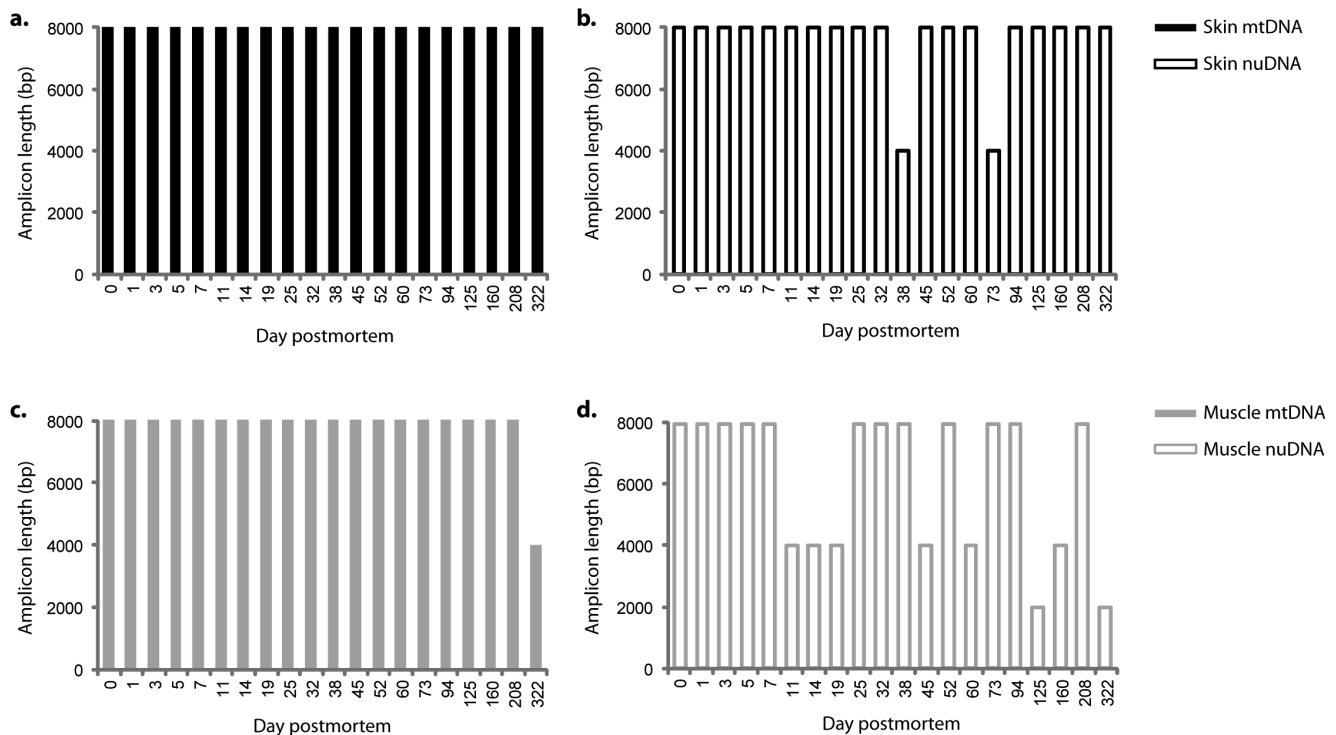 a.
8000
6000
4000
2000
0
Amplicon length (bp)
0 1 3 5 7 11 14 19 25 32 38 45 52 60 73 94 125 160 208 322
Day postmortem
b.
8000
6000
4000
2000
0
Amplicon length (bp)
0 1 3 5 7 11 14 19 25 32 38 45 52 60 73 94 125 160 208 322
Day postmortem
Skin mtDNA
Skin nuDNA
c.
8000
6000
4000
2000
0
Amplicon length (bp)
0 1 3 5 7 11 14 19 25 32 38 45 52 60 73 94 125 160 208 322
Day postmortem
d.
8000
6000
4000
2000
0
Amplicon length (bp)
0 1 3 5 7 11 14 19 25 32 38 45 52 60 73 94 125 160 208 322
Day postmortem
Muscle mtDNA
Muscle nuDNA